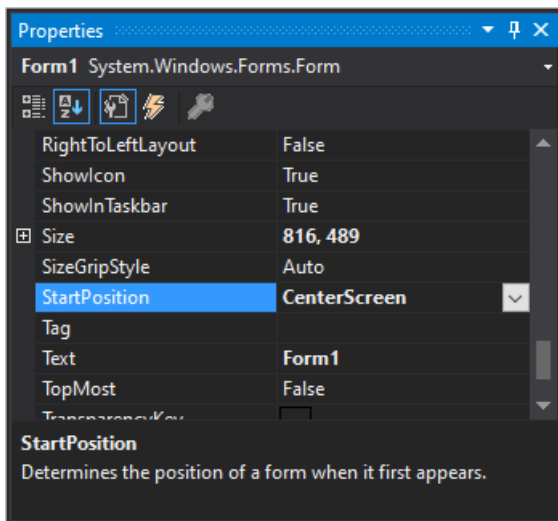 Properties
Form1 System.Windows.Forms.Form
RightToLeftLayout False
ShowIcon True
ShowInTaskbar True
Size 816, 489
SizeGripStyle Auto
StartPosition CenterScreen
Tag
Text Form1
TopMost False
TransparencyKey
StartPosition
Determines the position of a form when it first appears.